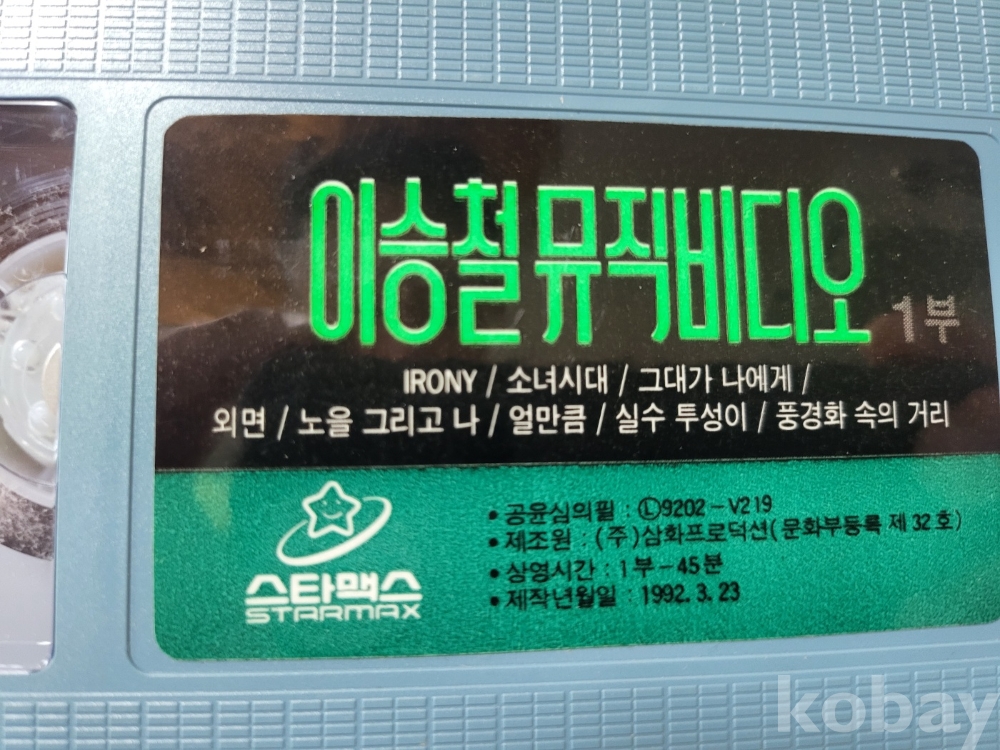 이승철 뮤직비디오 1부
IRONY / 소녀시대 / 그대가 나에게 /
외면 / 노을 그리고 나 / 얼만큼 / 실수 투성이 / 풍경화 속의 거리
스타맥스
STARMAX
• 공윤심의필 : Ⓛ9202-V219
• 제조원 : (주)삼화프로덕션(문화부등록 제 32 호)
• 상영시간 : 1부-45분
• 제작년월일 : 1992. 3. 23
kobay